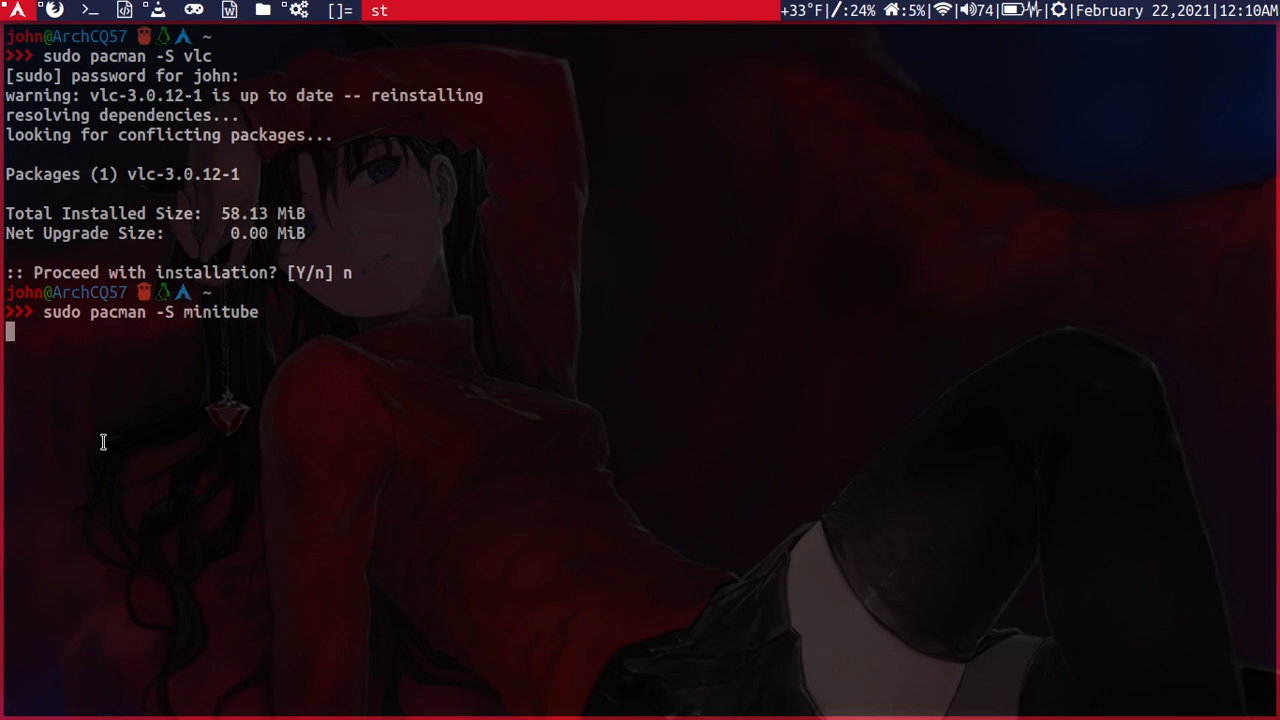 []= st +33°F|/:24% :5%| 74| |February 22,2021|12:10AM
john@ArchCQ57 ~
>>> sudo pacman -S vlc
[sudo] password for john:
warning: vlc-3.0.12-1 is up to date -- reinstalling
resolving dependencies...
looking for conflicting packages...
Packages (1) vlc-3.0.12-1
Total Installed Size: 58.13 MiB
Net Upgrade Size: 0.00 MiB
:: Proceed with installation? [Y/n] n
john@ArchCQ57 ~
>>> sudo pacman -S minitube